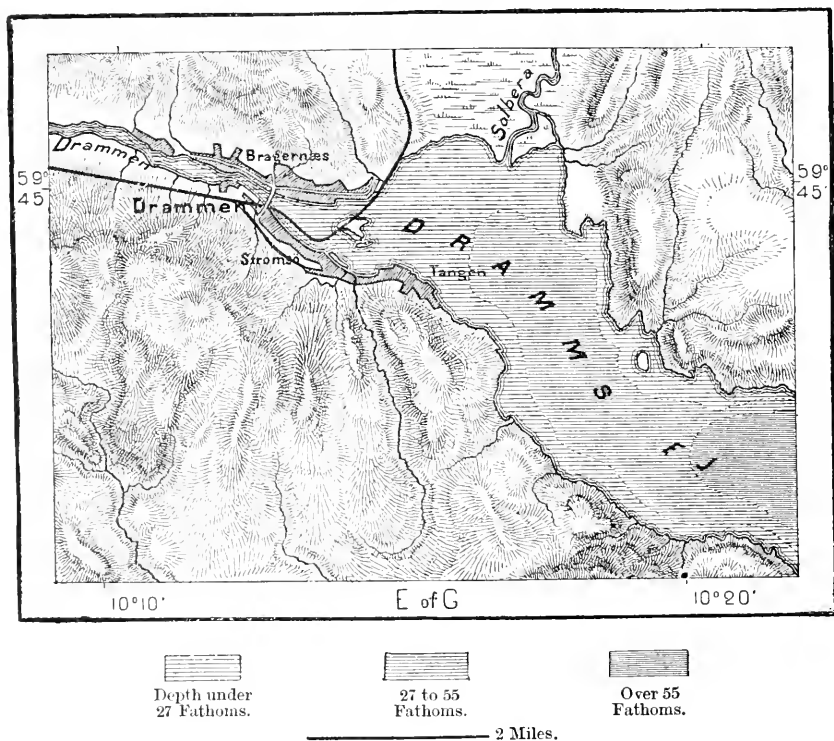 Solbera
Drammen
Bragernæs
59°
45'
59°
45'
Drammen
DRAMMS FJ
Stromso
Tangen
10°10'
E of G
10°20'
Depth under
27 Fathoms.
27 to 55
Fathoms.
Over 55
Fathoms.
2 Miles.